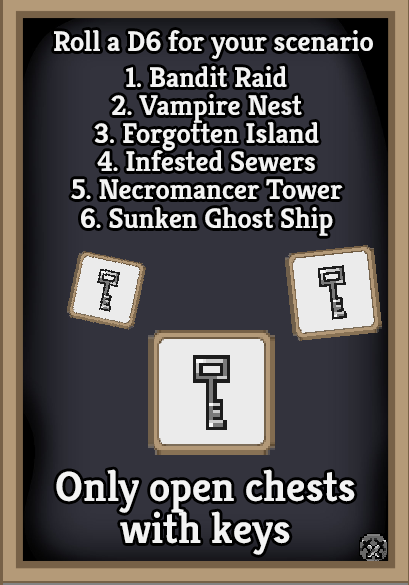 Roll a D6 for your scenario
1. Bandit Raid
2. Vampire Nest
3. Forgotten Island
4. Infested Sewers
5. Necromancer Tower
6. Sunken Ghost Ship
Only open chests
with keys